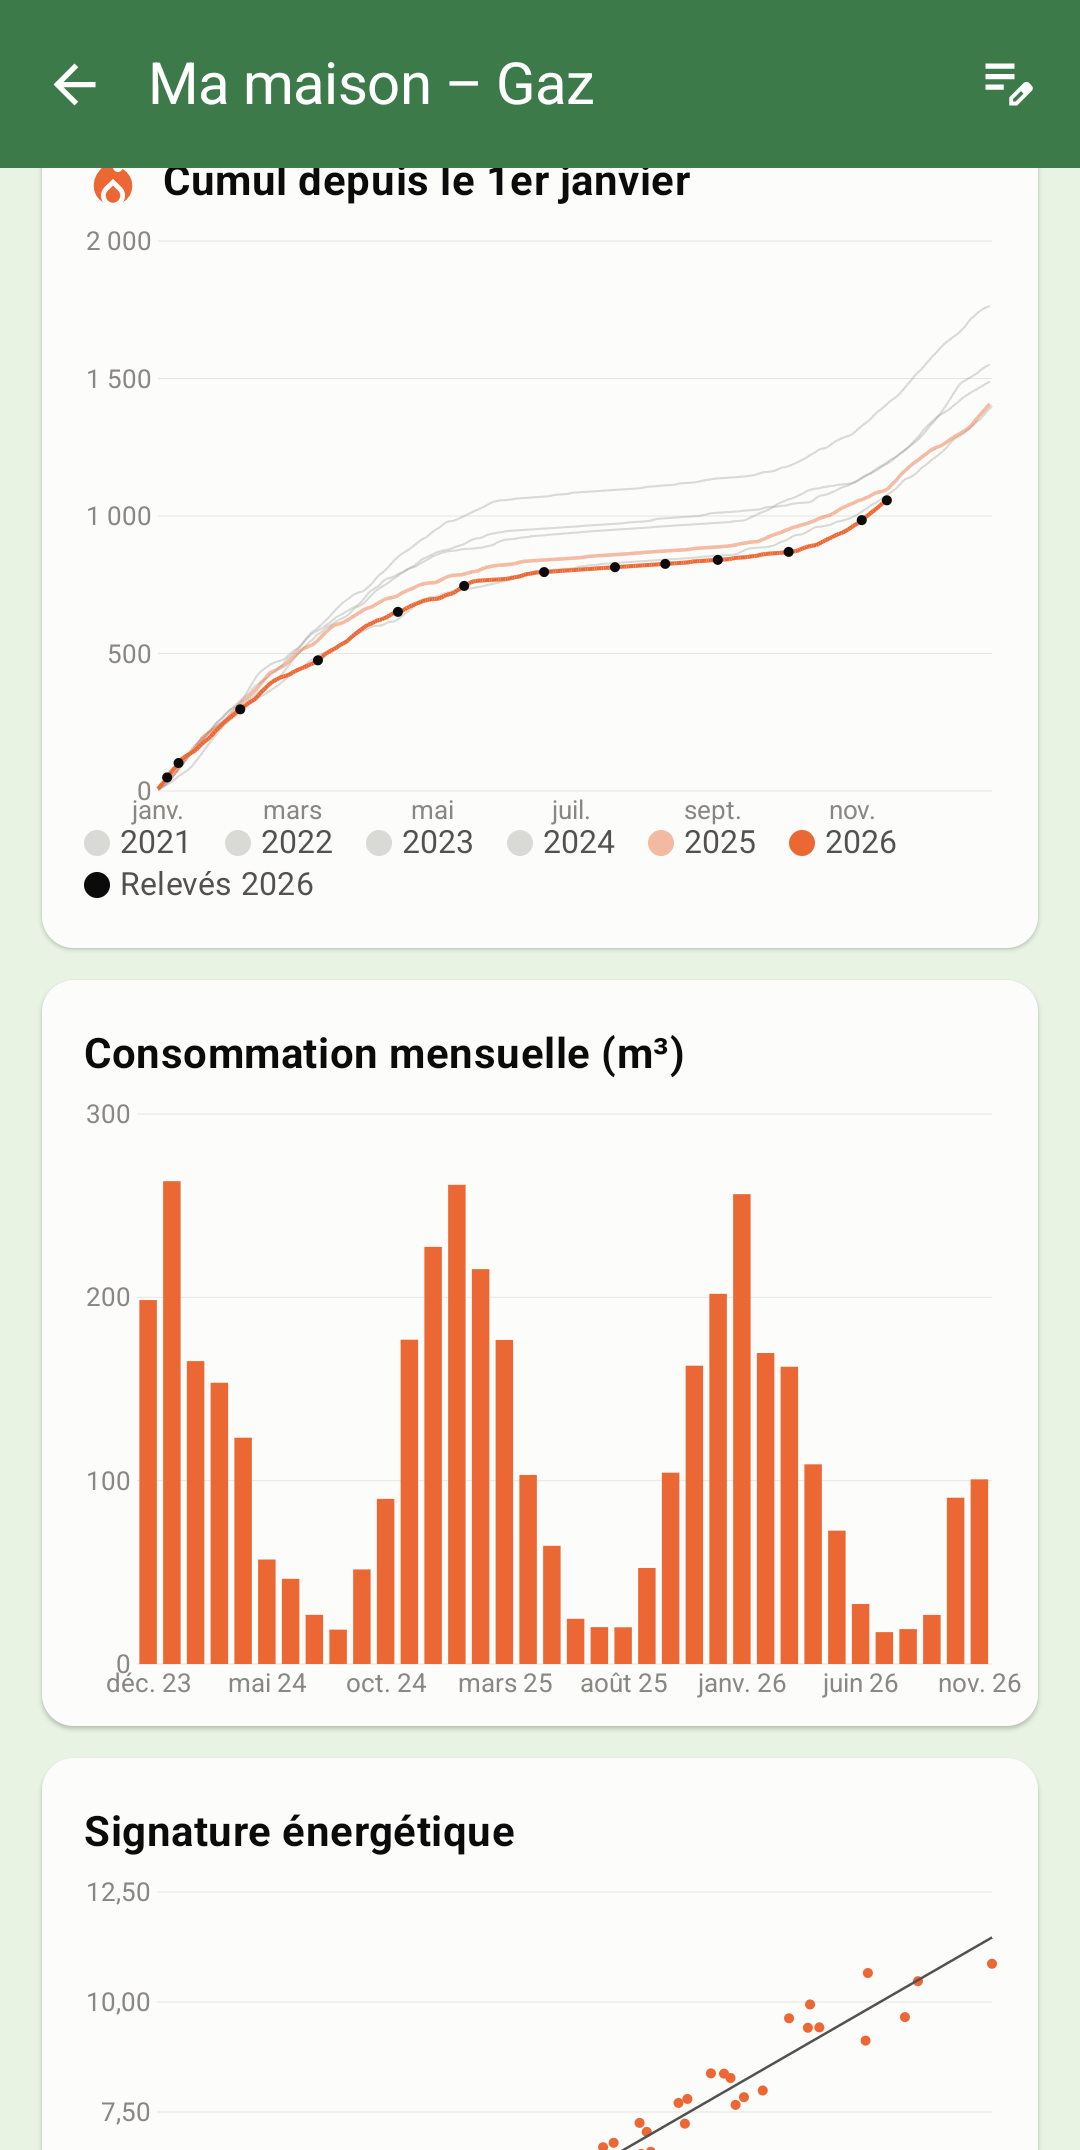 Ma maison – Gaz
Cumul depuis le 1er janvier
2 000
1 500
1 000
500
0
janv. mars mai juil. sept. nov.
2021 2022 2023 2024 2025 2026
Relevés 2026
Consommation mensuelle (m³)
300
200
100
0
déc. 23 mai 24 oct. 24 mars 25 août 25 janv. 26 juin 26 nov. 26
Signature énergétique
12,50
10,00
7,50